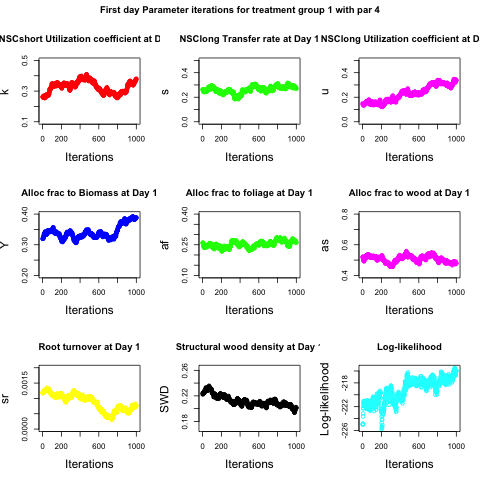 First day Parameter iterations for treatment group 1 with par 4
NSCshort Utilization coefficient at D
NSClong Transfer rate at Day 1
NSClong Utilization coefficient at D
k
0.1 0.3 0.5
0 200 600 1000
Iterations
s
0.0 0.2 0.4
0 200 600 1000
Iterations
u
0.0 0.2 0.4
0 200 600 1000
Iterations
Alloc frac to Biomass at Day 1
Alloc frac to foliage at Day 1
Alloc frac to wood at Day 1
Y
0.20 0.30 0.40
0 200 600 1000
Iterations
af
0.10 0.25 0.40
0 200 600 1000
Iterations
as
0.4 0.6 0.8
0 200 600 1000
Iterations
Root turnover at Day 1
Structural wood density at Day
Log-likelihood
sr
0.0000 0.0015
0 200 600 1000
Iterations
SWD
0.18 0.22 0.26
0 200 600 1000
Iterations
Log-likelihood
-226 -222 -218
0 200 600 1000
Iterations